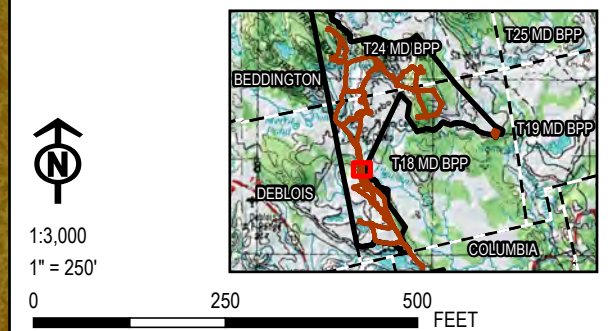 T25 MD BPP
T24 MD BPP
BEDDINGTON
T19 MD BPP
N
T18 MD BPP
DEBLOIS
1:3,000
COLUMBIA
1" = 250'
0 250 500
FEET